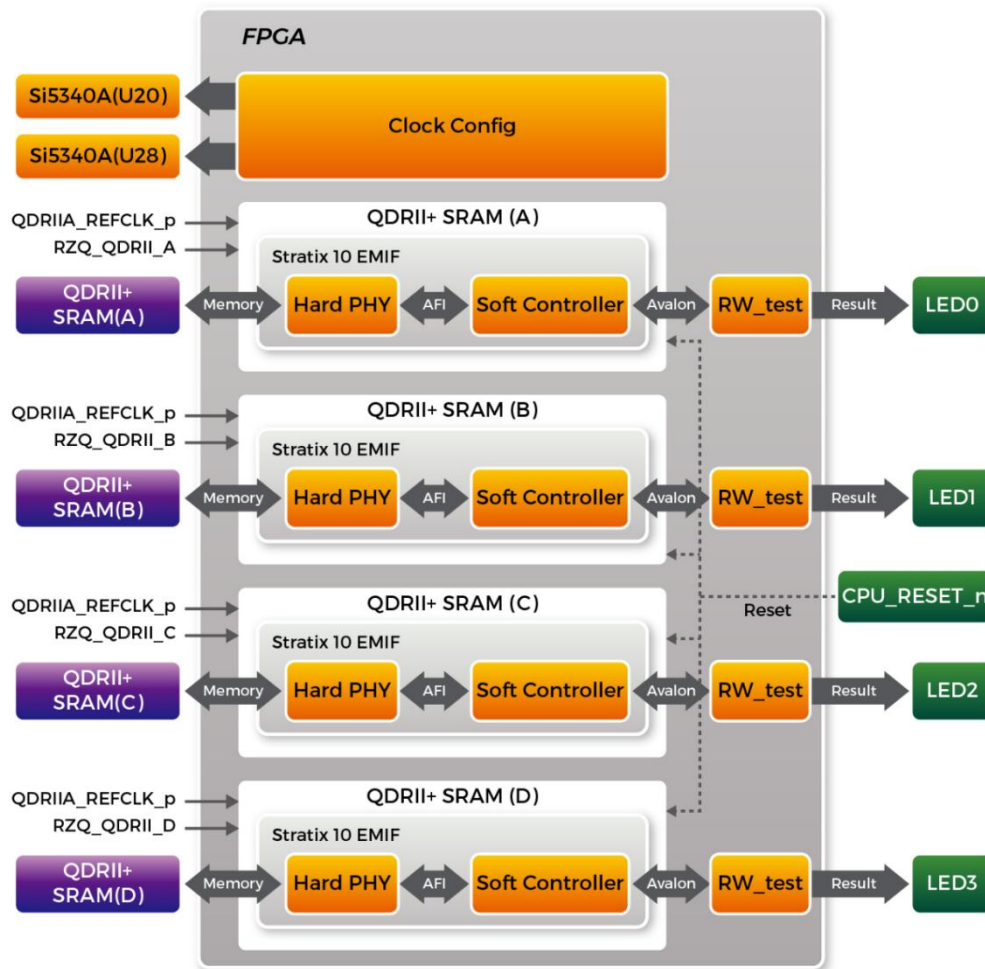 FPGA
Si5340A(U20)
Clock Config
Si5340A(U28)
QDRIIA_REFCLK_p
QDRII+ SRAM (A)
RZQ_QDRII_A
Stratix 10 EMIF
QDRII+
SRAM(A)
Memory
Hard PHY
AFI
Soft Controller
Avalon
RW_test
Result
LED0
QDRIIA_REFCLK_p
QDRII+ SRAM (B)
RZQ_QDRII_B
Stratix 10 EMIF
QDRII+
SRAM(B)
Memory
Hard PHY
AFI
Soft Controller
Avalon
RW_test
Result
LED1
CPU_RESET_n
Reset
QDRIIA_REFCLK_p
QDRII+ SRAM (C)
RZQ_QDRII_C
Stratix 10 EMIF
QDRII+
SRAM(C)
Memory
Hard PHY
AFI
Soft Controller
Avalon
RW_test
Result
LED2
QDRIIA_REFCLK_p
QDRII+ SRAM (D)
RZQ_QDRII_D
Stratix 10 EMIF
QDRII+
SRAM(D)
Memory
Hard PHY
AFI
Soft Controller
Avalon
RW_test
Result
LED3